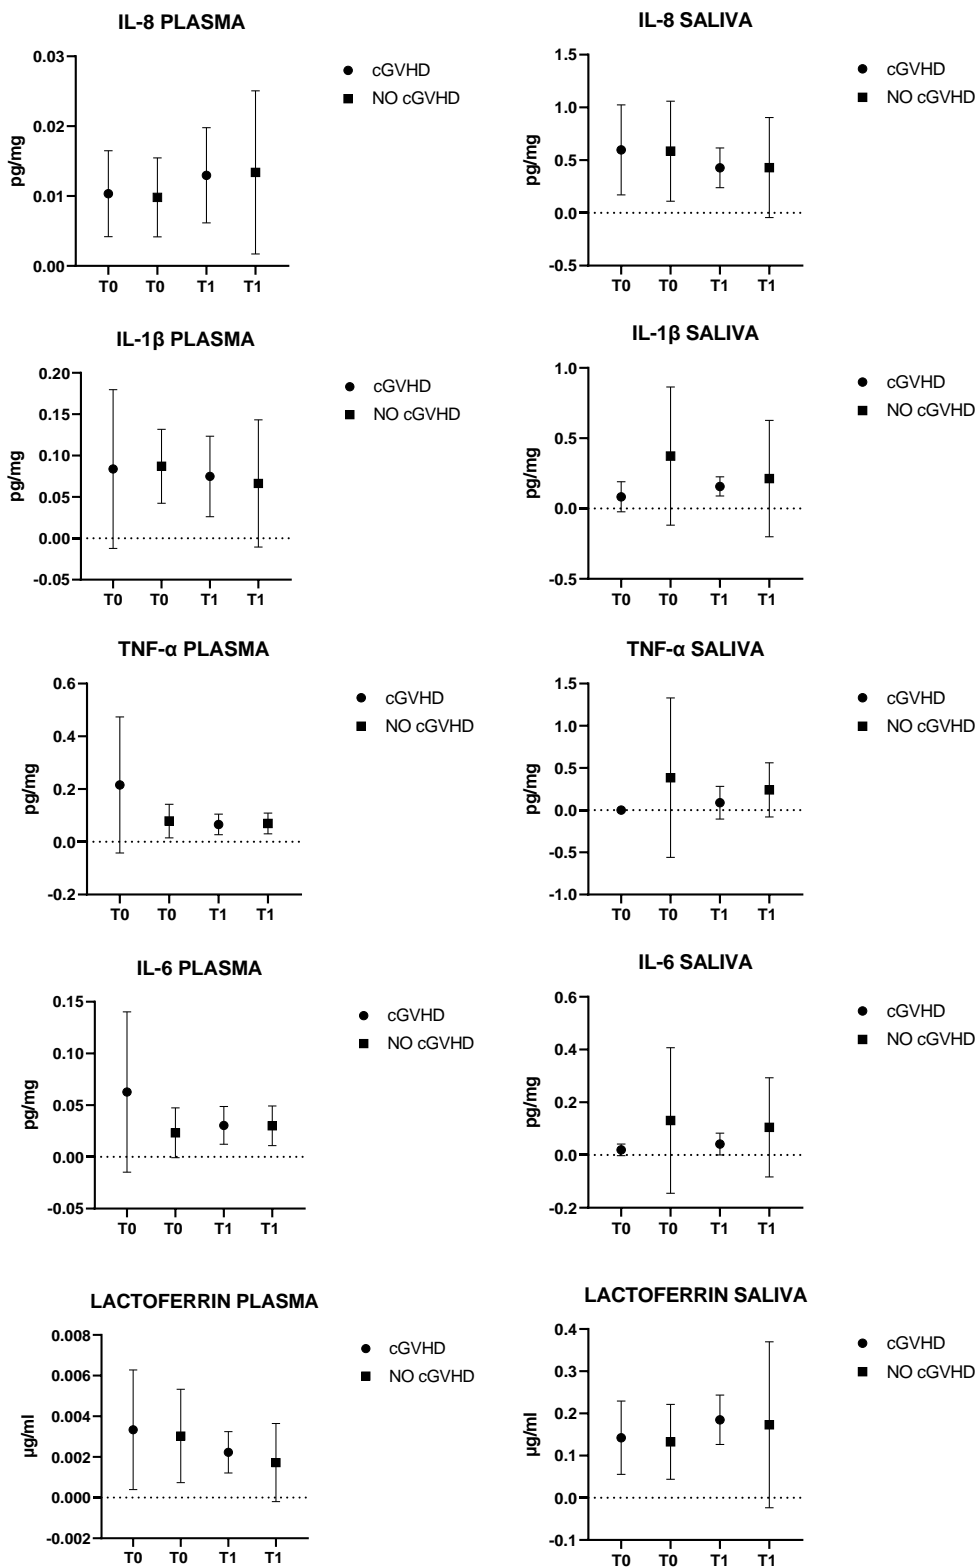 IL-8 PLASMA
0.03
0.02
0.01
0.00
pg/mg
T0 T0 T1 T1
cGVHD
NO cGVHD
IL-8 SALIVA
1.5
1.0
0.5
0.0
-0.5
pg/mg
T0 T0 T1 T1
cGVHD
NO cGVHD
IL-1β PLASMA
0.20
0.15
0.10
0.05
0.00
-0.05
pg/mg
T0 T0 T1 T1
cGVHD
NO cGVHD
IL-1β SALIVA
1.0
0.5
0.0
-0.5
pg/mg
T0 T0 T1 T1
cGVHD
NO cGVHD
TNF-α PLASMA
0.6
0.4
0.2
0.0
-0.2
pg/mg
T0 T0 T1 T1
cGVHD
NO cGVHD
TNF-α SALIVA
1.5
1.0
0.5
0.0
-0.5
-1.0
pg/mg
T0 T0 T1 T1
cGVHD
NO cGVHD
IL-6 PLASMA
0.15
0.10
0.05
0.00
-0.05
pg/mg
T0 T0 T1 T1
cGVHD
NO cGVHD
IL-6 SALIVA
0.6
0.4
0.2
0.0
-0.2
pg/mg
T0 T0 T1 T1
cGVHD
NO cGVHD
LACTOFERRIN PLASMA
0.008
0.006
0.004
0.002
0.000
-0.002
µg/ml
T0 T0 T1 T1
cGVHD
NO cGVHD
LACTOFERRIN SALIVA
0.4
0.3
0.2
0.1
0.0
-0.1
µg/ml
T0 T0 T1 T1
cGVHD
NO cGVHD